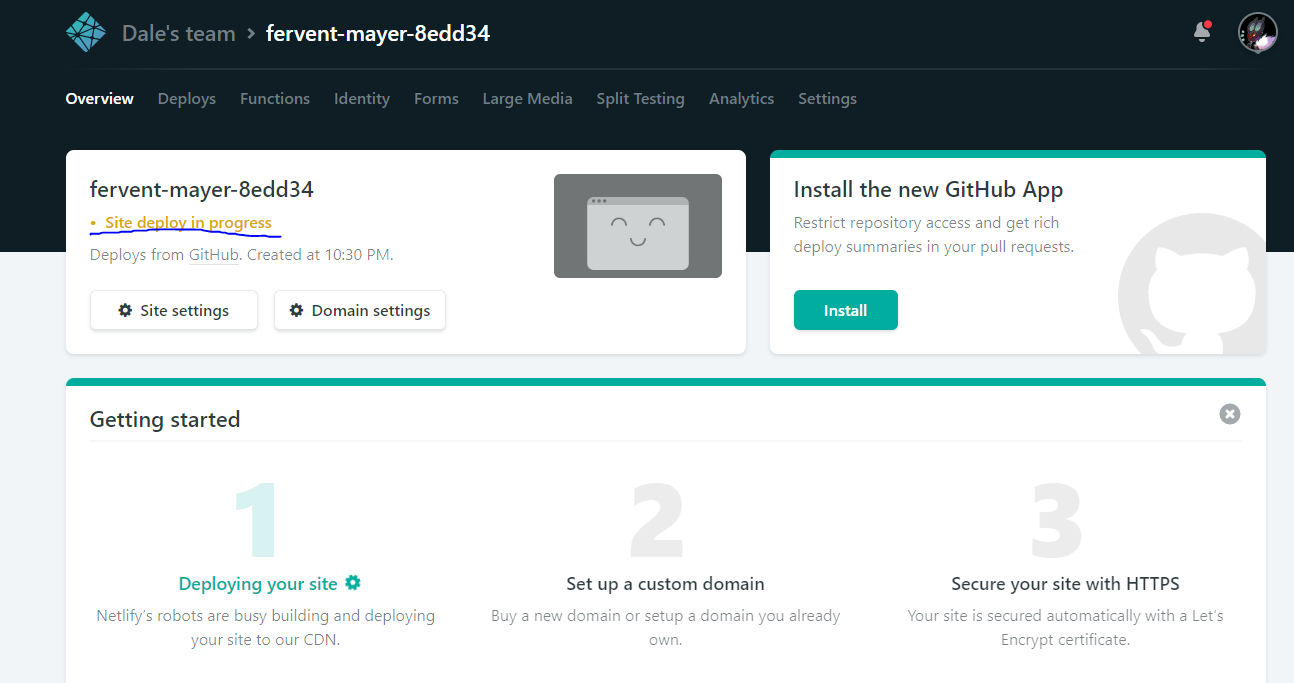 Dale's team > fervent-mayer-8edd34
Overview Deploys Functions Identity Forms Large Media Split Testing Analytics Settings
fervent-mayer-8edd34
• Site deploy in progress
Deploys from GitHub. Created at 10:30 PM.
Site settings
Domain settings
Install the new GitHub App
Restrict repository access and get rich
deploy summaries in your pull requests.
Install
Getting started
1
Deploying your site
Netlify's robots are busy building and deploying
your site to our CDN.
2
Set up a custom domain
Buy a new domain or setup a domain you already
own.
3
Secure your site with HTTPS
Your site is secured automatically with a Let's
Encrypt certificate.